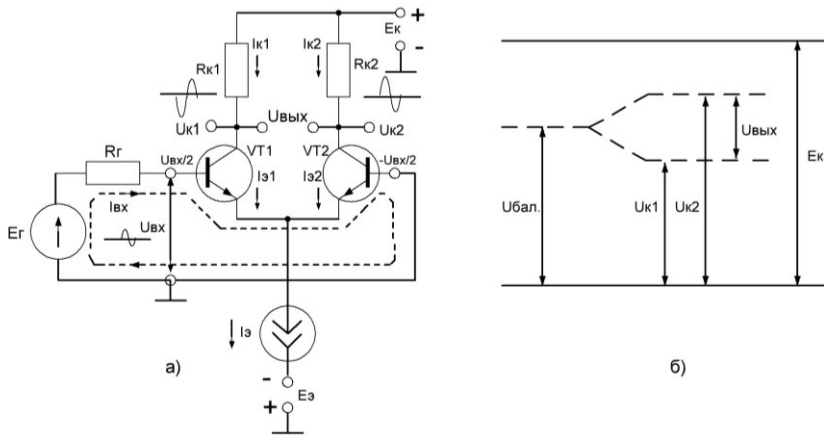 +
Eк
-
Iк1
Iк2
Rк1
Rк2
Uк1
Uвых
Uк2
Rг
Uвх/2
VT1
VT2
-Uвх/2
Iэ1
Iэ2
Iвх
Eг
Uвх
Iэ
а)
-
Eэ
+
Uвых
Eк
Uбал.
Uк1
Uк2
б)